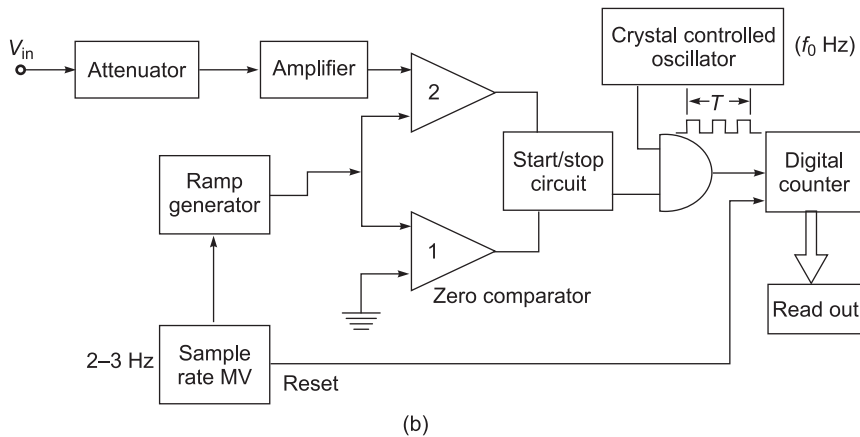 Crystal controlled
oscillator
(f₀ Hz)
V_in
Attenuator
Amplifier
2
T
Start/stop
circuit
Digital
counter
Ramp
generator
1
Zero comparator
Read out
2–3 Hz
Sample
rate MV
Reset
(b)